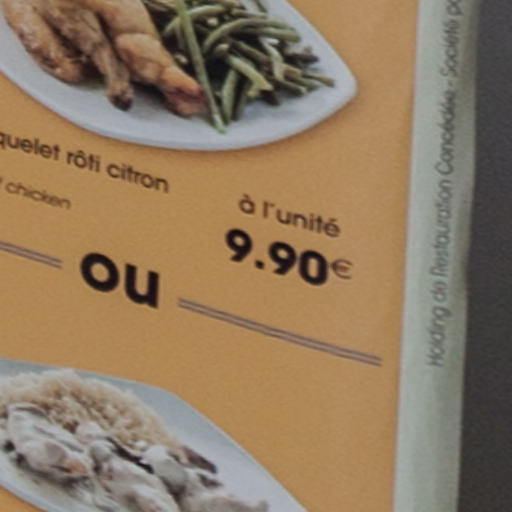 quelet rôti citron
chicken
à l'unité
9.90€
ou
Holding de Restauration Concédée - Société